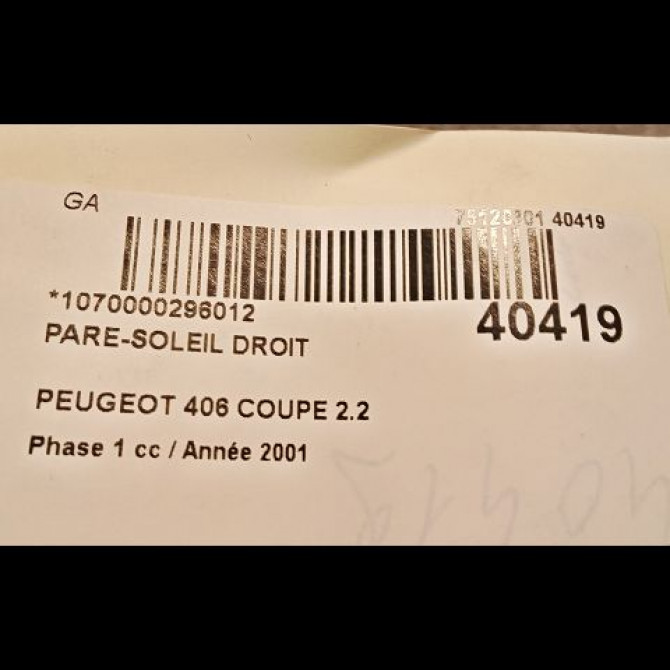 GA
40419
*1070000296012
40419
PARE-SOLEIL DROIT
PEUGEOT 406 COUPE 2.2
Phase 1 cc / Année 2001